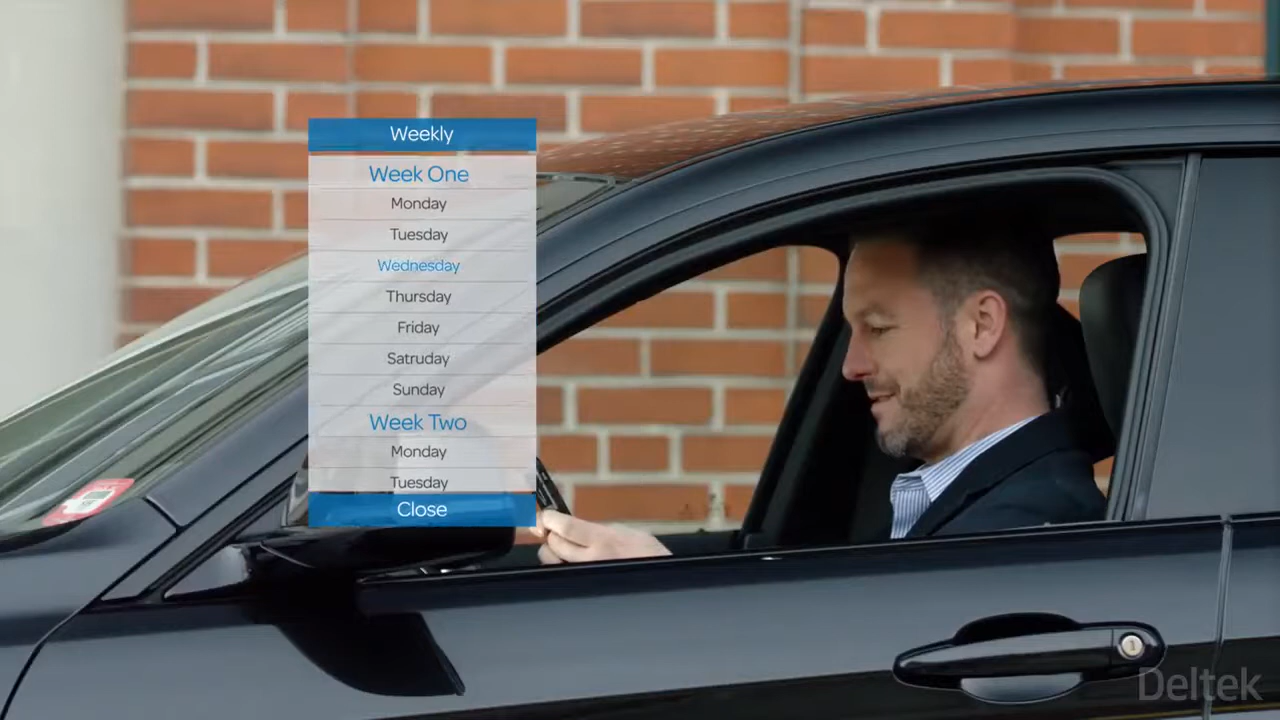 Weekly
Week One
Monday
Tuesday
Wednesday
Thursday
Friday
Satruday
Sunday
Week Two
Monday
Tuesday
Close
Deltek